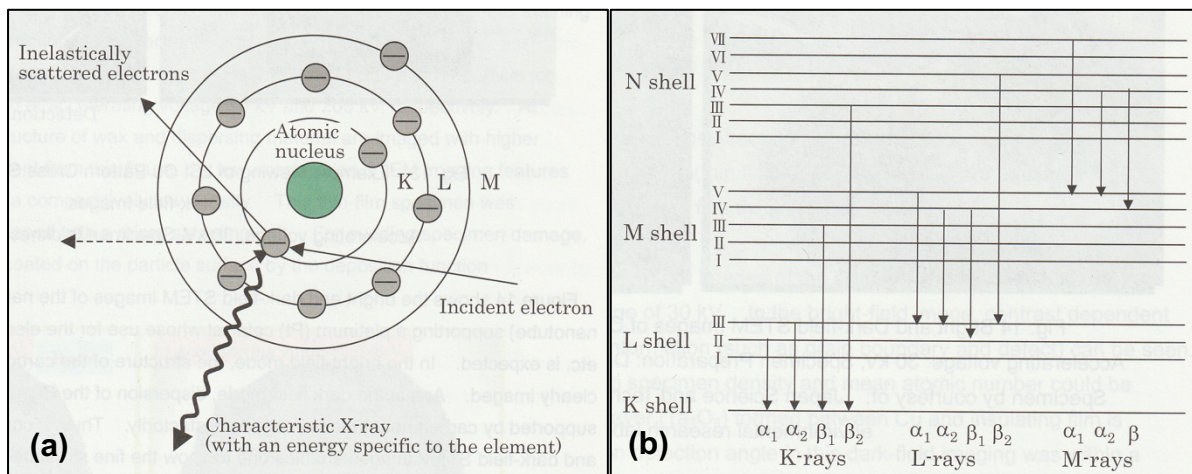 Inelastically
scattered electrons
Atomic
nucleus
K L M
Incident electron
Characteristic X-ray
(with an energy specific to the element)
(a)
N shell
VII
VI
V
IV
III
II
I
M shell
V
IV
III
II
I
L shell
III
II
K shell
α1 α2 β1 β2
K-rays
α1 α2 β1 β2
L-rays
α1 α2 β
M-rays
(b)